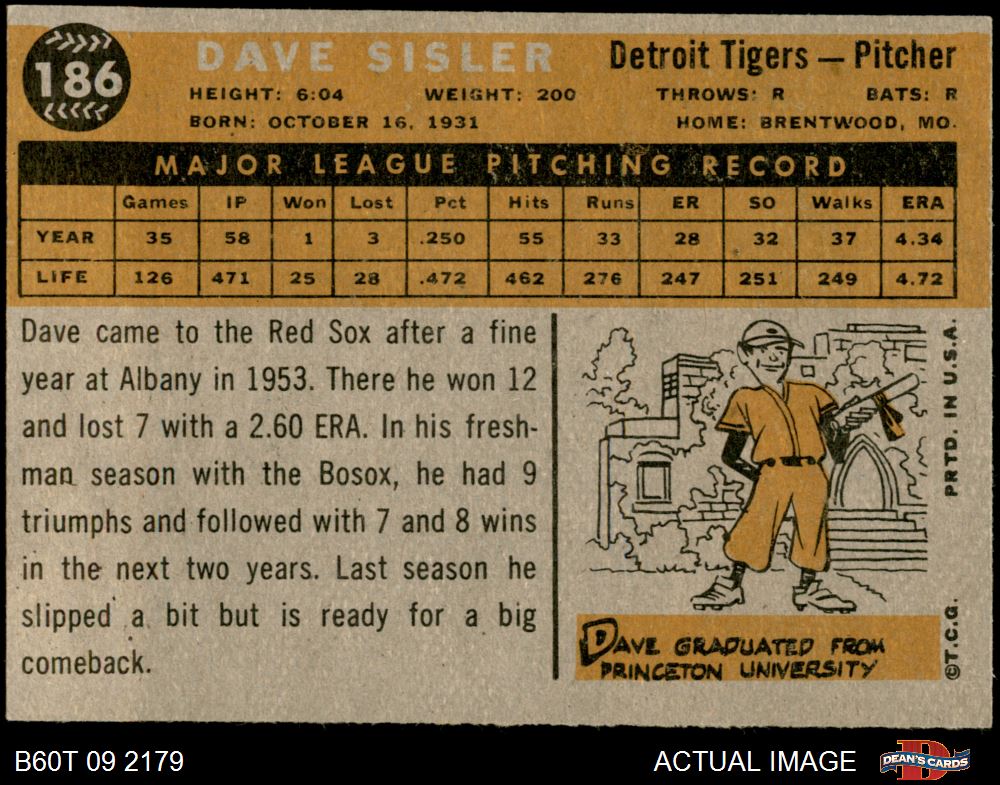 186
DAVE SISLER
Detroit Tigers — Pitcher
HEIGHT: 6:04 WEIGHT: 200 THROWS: R BATS: R
BORN: OCTOBER 16, 1931 HOME: BRENTWOOD, MO.
MAJOR LEAGUE PITCHING RECORD
Games IP Won Lost Pct Hits Runs ER SO Walks ERA
YEAR 35 58 1 3 .250 55 33 28 32 37 4.34
LIFE 126 471 25 28 .472 462 276 247 251 249 4.72
Dave came to the Red Sox after a fine
year at Albany in 1953. There he won 12
and lost 7 with a 2.60 ERA. In his fresh-
man season with the Bosox, he had 9
triumphs and followed with 7 and 8 wins
in the next two years. Last season he
slipped a bit but is ready for a big
comeback.
DAVE GRADUATED FROM
PRINCETON UNIVERSITY
©T.C.G. PRTD. IN U.S.A.
B60T 09 2179
ACTUAL IMAGE
D
DEAN'S CARDS